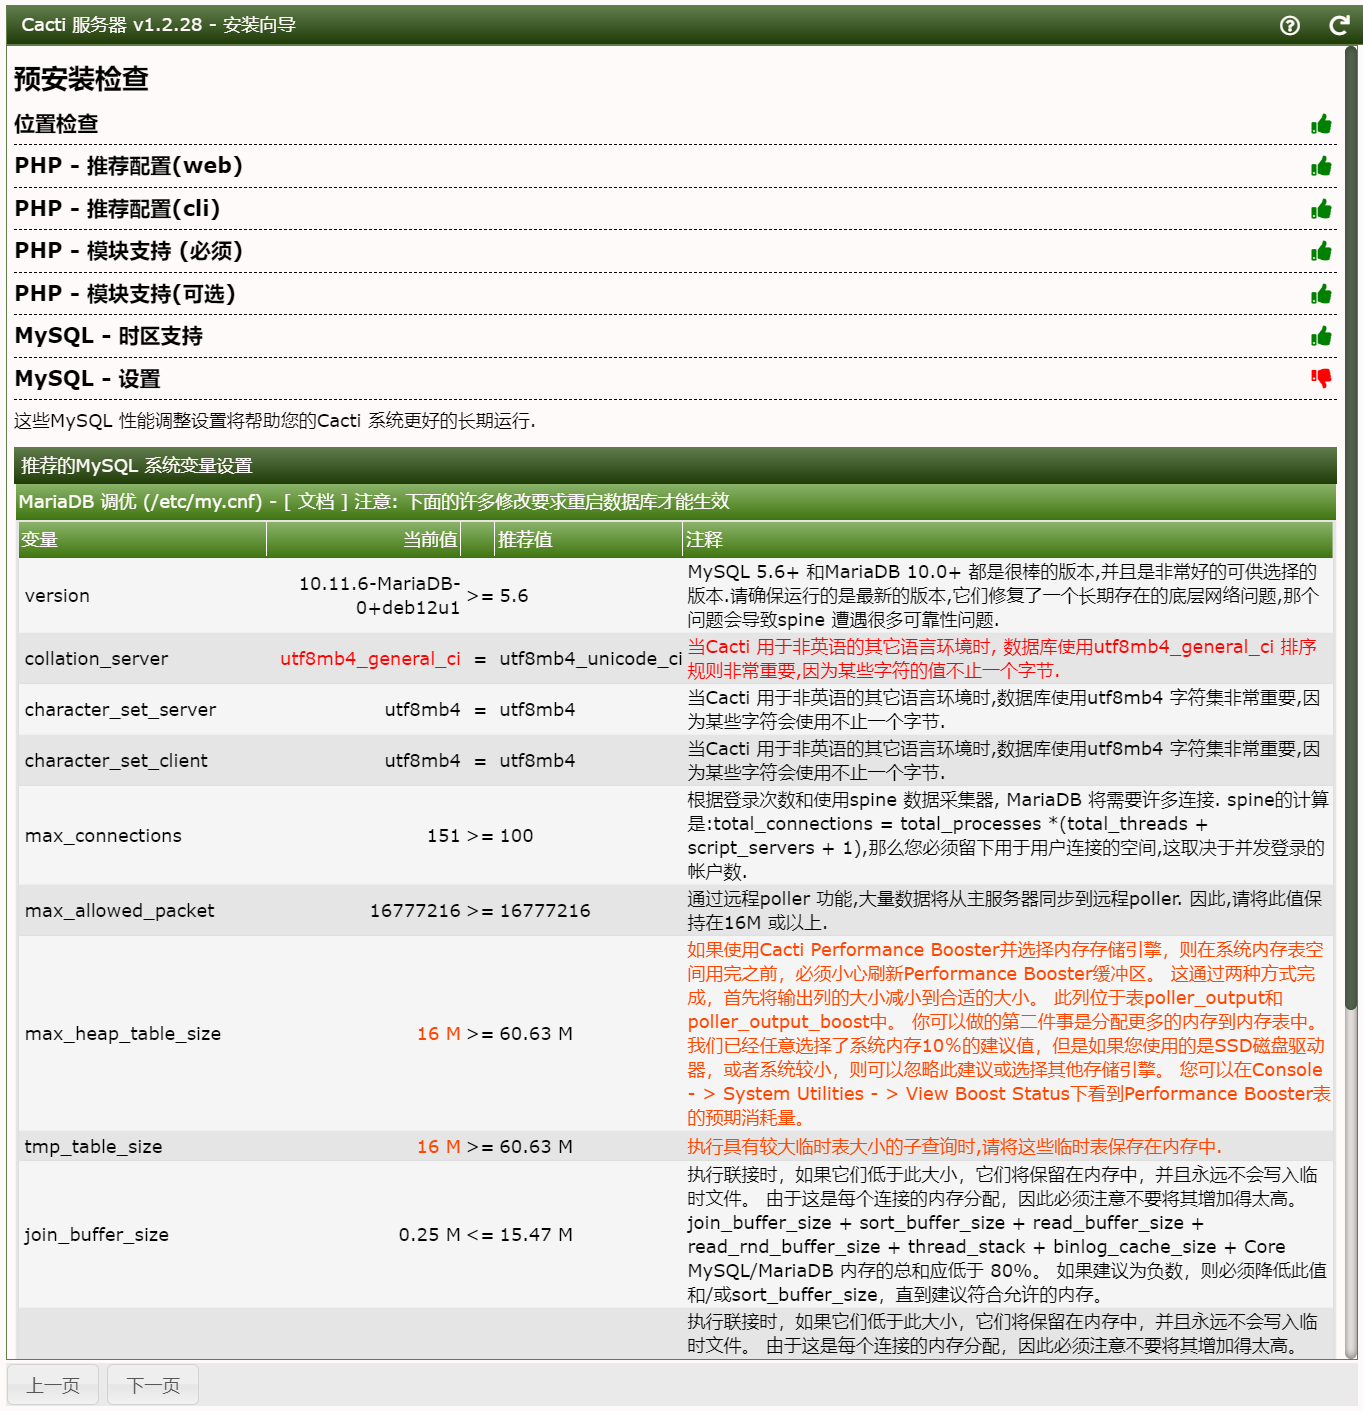 Cacti 服务器 v1.2.28 - 安装向导
预安装检查
位置检查
PHP - 推荐配置(web)
PHP - 推荐配置(cli)
PHP - 模块支持 (必须)
PHP - 模块支持(可选)
MySQL - 时区支持
MySQL - 设置
这些MySQL 性能调整设置将帮助您的Cacti 系统更好的长期运行.
推荐的MySQL 系统变量设置
MariaDB 调优 (/etc/my.cnf) - [ 文档 ] 注意: 下面的许多修改要求重启数据库才能生效
变量 当前值 推荐值 注释
version 10.11.6-MariaDB-0+deb12u1 >= 5.6 MySQL 5.6+ 和MariaDB 10.0+ 都是很棒的版本,并且是非常好的可供选择的
版本.请确保运行的是最新的版本,它们修复了一个长期存在的底层网络问题,那个
问题会导致spine 遭遇很多可靠性问题.
collation_server utf8mb4_general_ci = utf8mb4_unicode_ci 当Cacti 用于非英语的其它语言环境时, 数据库使用utf8mb4_general_ci 排序
规则非常重要,因为某些字符的值不止一个字节.
character_set_server utf8mb4 = utf8mb4 当Cacti 用于非英语的其它语言环境时,数据库使用utf8mb4 字符集非常重要,因
为某些字符会使用不止一个字节.
character_set_client utf8mb4 = utf8mb4 当Cacti 用于非英语的其它语言环境时,数据库使用utf8mb4 字符集非常重要,因
为某些字符会使用不止一个字节.
max_connections 151 >= 100 根据登录次数和使用spine 数据采集器, MariaDB 将需要许多连接. spine的计算
是:total_connections = total_processes *(total_threads +
script_servers + 1),那么您必须留下用于用户连接的空间,这取决于并发登录的
帐户数.
max_allowed_packet 16777216 >= 16777216 通过远程poller 功能,大量数据将从主服务器同步到远程poller. 因此,请将此值保
持在16M 或以上.
max_heap_table_size 16 M >= 60.63 M 如果使用Cacti Performance Booster并选择内存存储引擎，则在系统内存表空
间用完之前，必须小心刷新Performance Booster缓冲区。 这通过两种方式完
成，首先将输出列的大小减小到合适的大小。 此列位于表poller_output和
poller_output_boost中。 你可以做的第二件事是分配更多的内存到内存表中。
我们已经任意选择了系统内存10％的建议值，但是如果您使用的是SSD磁盘驱动
器，或者系统较小，则可以忽略此建议或选择其他存储引擎。 您可以在Console
- > System Utilities - > View Boost Status下看到Performance Booster表
的预期消耗量。
tmp_table_size 16 M >= 60.63 M 执行具有较大临时表大小的子查询时,请将这些临时表保存在内存中.
join_buffer_size 0.25 M <= 15.47 M 执行联接时，如果它们低于此大小，它们将保留在内存中，并且永远不会写入临
时文件。 由于这是每个连接的内存分配，因此必须注意不要将其增加得太高。
join_buffer_size + sort_buffer_size + read_buffer_size +
read_rnd_buffer_size + thread_stack + binlog_cache_size + Core
MySQL/MariaDB 内存的总和应低于 80%。 如果建议为负数，则必须降低此值
和/或sort_buffer_size，直到建议符合允许的内存。
执行联接时，如果它们低于此大小，它们将保留在内存中，并且永远不会写入临
时文件。 由于这是每个连接的内存分配，因此必须注意不要将其增加得太高。
上一页 下一页